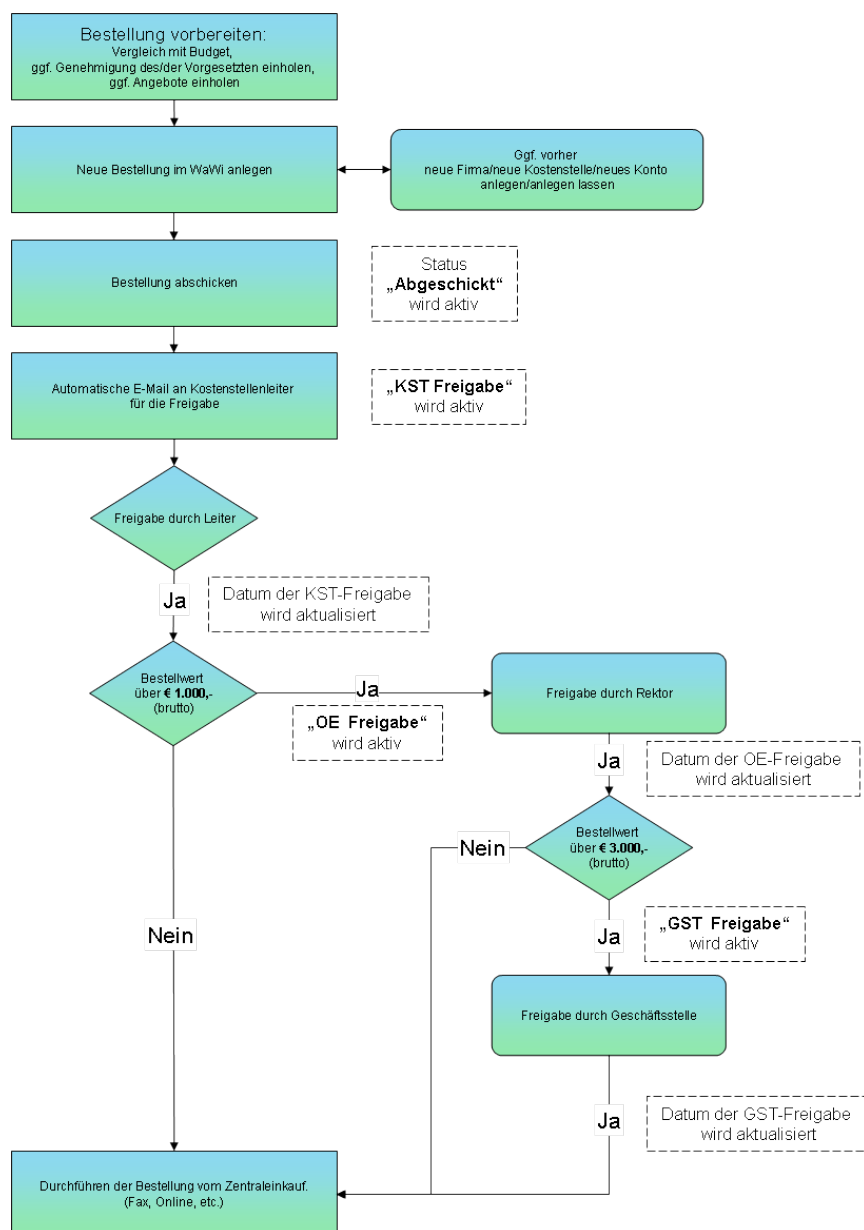 Bestellung vorbereiten:
Vergleich mit Budget,
ggf. Genehmigung des/der Vorgesetzten einholen,
ggf. Angebote einholen
Neue Bestellung im WaWi anlegen
Ggf. vorher
neue Firma/neue Kostenstelle/neues Konto
anlegen/anlegen lassen
Bestellung abschicken
Status
„Abgeschickt“
wird aktiv
Automatische E-Mail an Kostenstellenleiter
für die Freigabe
„KST Freigabe“
wird aktiv
Freigabe durch Leiter
Ja
Datum der KST-Freigabe
wird aktualisiert
Bestellwert
über € 1.000,-
(brutto)
Ja
„OE Freigabe“
wird aktiv
Freigabe durch Rektor
Ja
Datum der OE-Freigabe
wird aktualisiert
Bestellwert
über € 3.000,-
(brutto)
Nein
Nein
Ja
„GST Freigabe“
wird aktiv
Freigabe durch Geschäftsstelle
Ja
Datum der GST-Freigabe
wird aktualisiert
Durchführen der Bestellung vom Zentraleinkauf.
(Fax, Online, etc.)